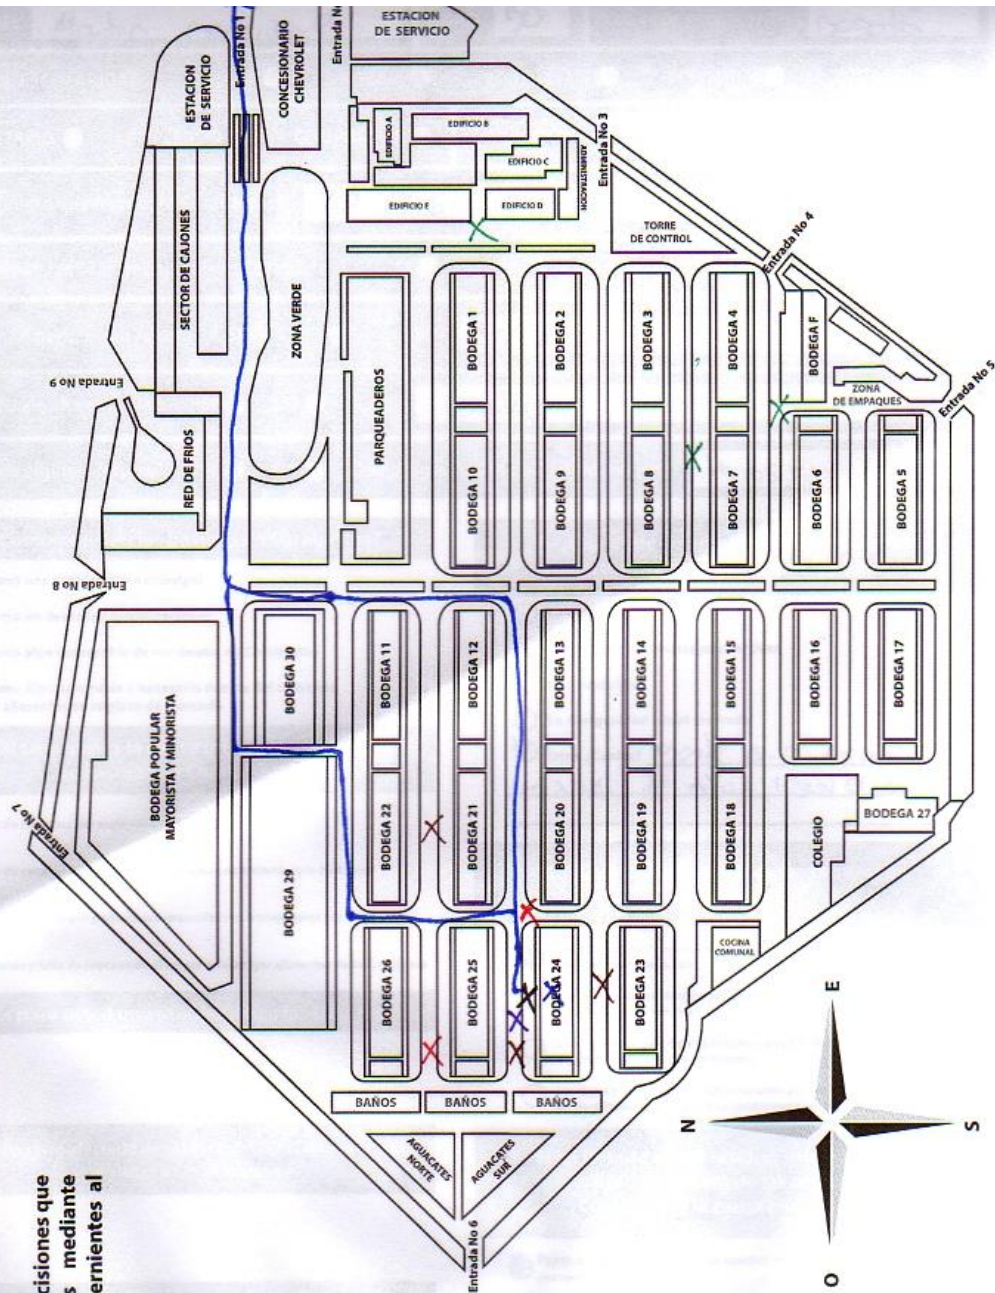 ESTACION
DE SERVICIO
Entrada No 1
CONCESIONARIO
CHEVROLET
ESTACION
DE SERVICIO
EDIFICIO A
EDIFICIO B
EDIFICIO C
ADMINISTRACION
EDIFICIO E
EDIFICIO D
Entrada No 3
TORRE
DE CONTROL
Entrada No 4
SECTOR DE CAJONES
ZONA VERDE
Entrada No 9
RED DE FRIOS
PARQUEADEROS
BODEGA 1
BODEGA 2
BODEGA 3
BODEGA 4
BODEGA F
ZONA
DE EMPAQUES
Entrada No 5
BODEGA 10
BODEGA 9
BODEGA 8
BODEGA 7
BODEGA 6
BODEGA 5
Entrada No 8
BODEGA POPULAR
MAYORISTA Y MINORISTA
BODEGA 30
BODEGA 11
BODEGA 12
BODEGA 13
BODEGA 14
BODEGA 15
BODEGA 16
BODEGA 17
Entrada No 7
BODEGA 29
BODEGA 22
BODEGA 21
BODEGA 20
BODEGA 19
BODEGA 18
COLEGIO
BODEGA 27
BODEGA 26
BODEGA 25
BODEGA 24
BODEGA 23
COCINA
COMUNAL
BAÑOS
BAÑOS
BAÑOS
AGUACATES
NORTE
AGUACATES
SUR
Entrada No 6
N
E
S
O
cisiones que
s mediante
ernientes al